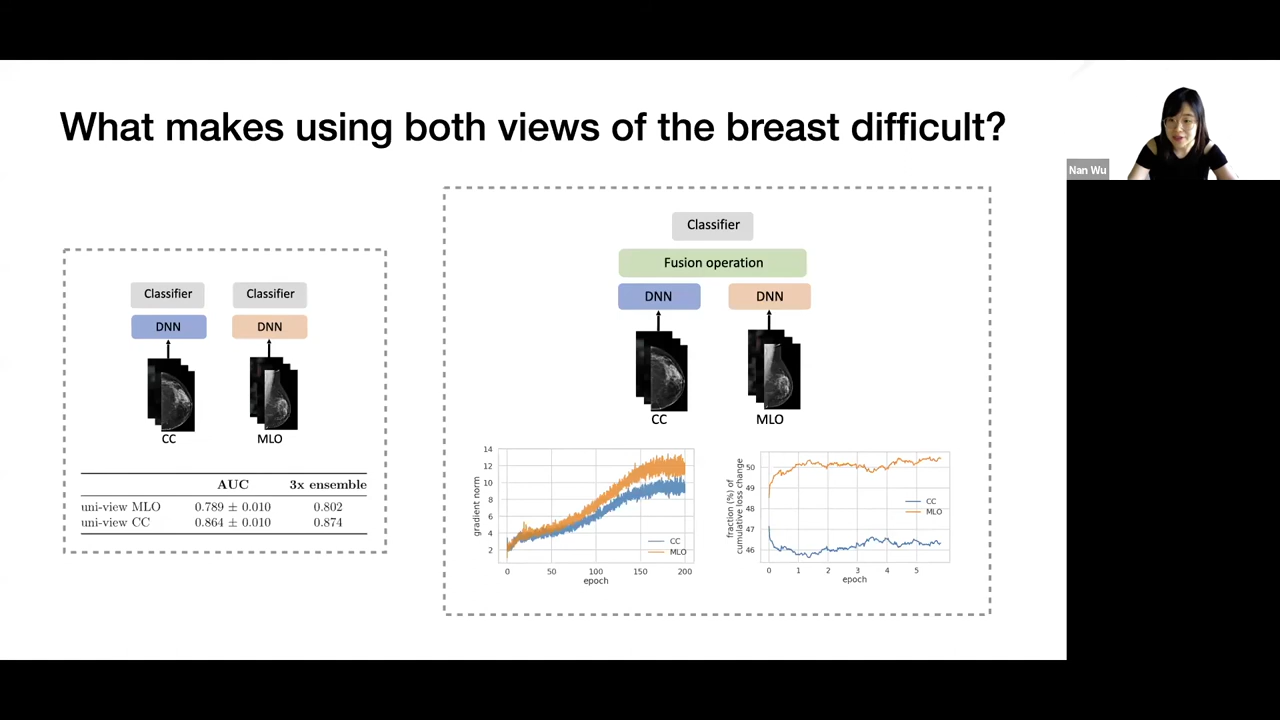 What makes using both views of the breast difficult?
Nan Wu
Classifier Classifier
DNN DNN
CC MLO
AUC 3x ensemble
uni-view MLO 0.789 ± 0.010 0.802
uni-view CC 0.864 ± 0.010 0.874
Classifier
Fusion operation
DNN DNN
CC MLO
gradient norm
14
12
10
8
6
4
2
0 50 100 150 200
epoch
CC
MLO
fraction (%) of
cumulative loss change
50
49
48
47
46
0 1 2 3 4 5
epoch
CC
MLO